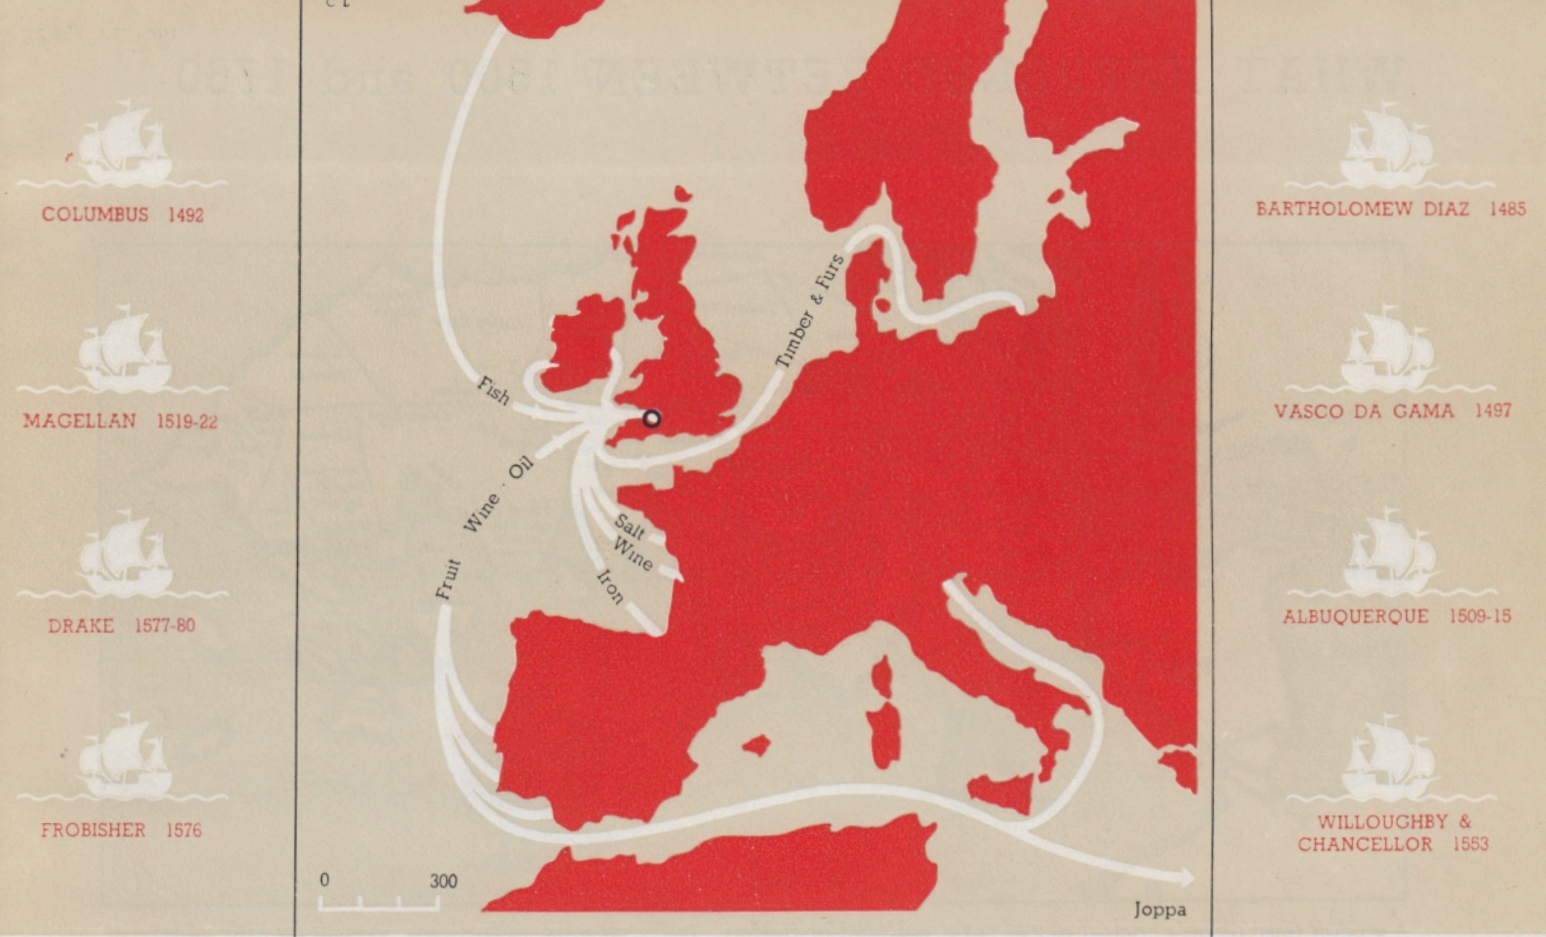 COLUMBUS 1492
MAGELLAN 1519-22
DRAKE 1577-80
FROBISHER 1576
Fish
Timber & Furs
Fruit Wine · Oil
Salt
Wine
Iron
0 300
Joppa
BARTHOLOMEW DIAZ 1485
VASCO DA GAMA 1497
ALBUQUERQUE 1509-15
WILLOUGHBY &
CHANCELLOR 1553